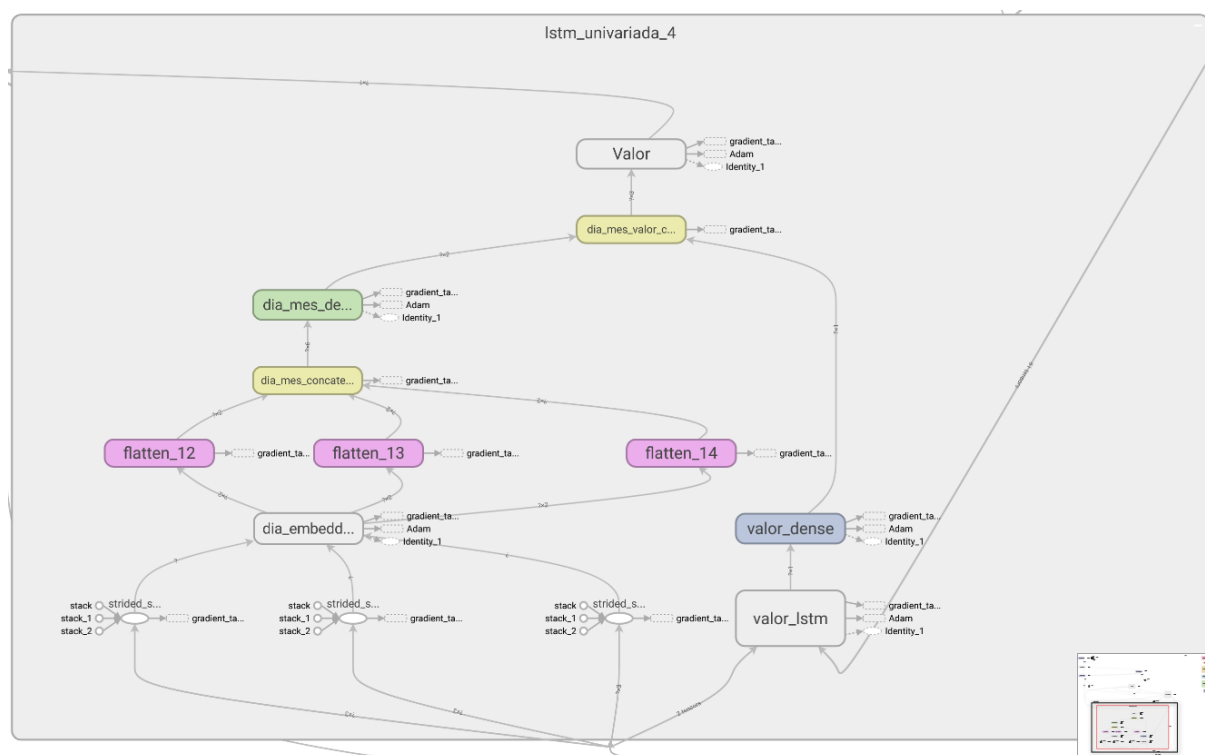 lstm_univariada_4
Valor
gradient_ta...
Adam
Identity_1
dia_mes_valor_c...
gradient_ta...
dia_mes_de...
gradient_ta...
Adam
Identity_1
dia_mes_concate...
gradient_ta...
flatten_12
gradient_ta...
flatten_13
gradient_ta...
flatten_14
gradient_ta...
dia_embedd...
gradient_ta...
Adam
Identity_1
valor_dense
gradient_ta...
Adam
Identity_1
strided_s...
stack
stack_1
stack_2
gradient_ta...
strided_s...
stack
stack_1
stack_2
gradient_ta...
strided_s...
stack
stack_1
stack_2
gradient_ta...
valor_lstm
gradient_ta...
Adam
Identity_1